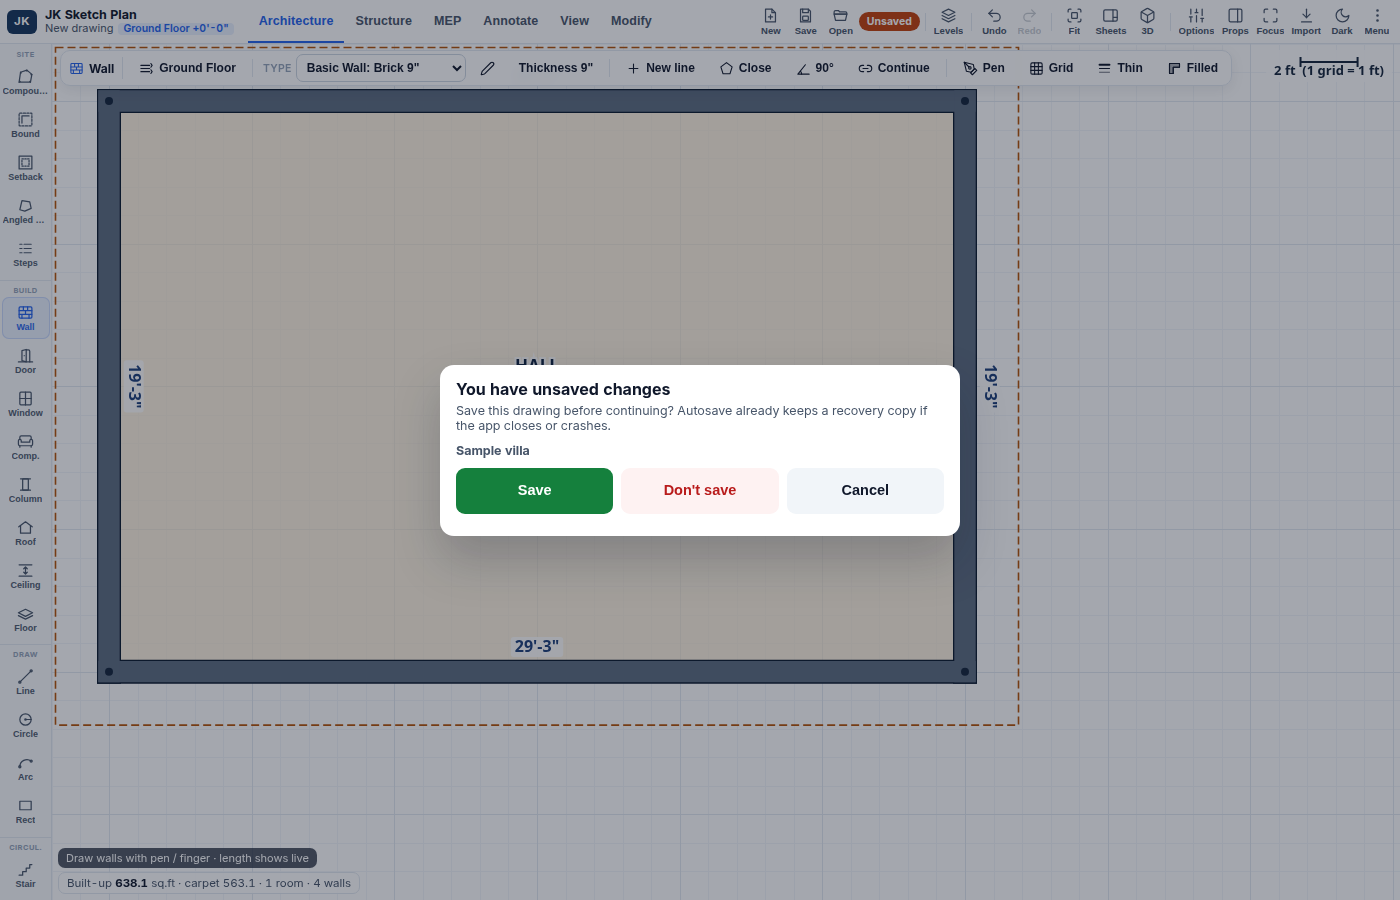 JK
JK Sketch Plan
New drawing Ground Floor +0'-0"
Architecture Structure MEP Annotate View Modify
New Save Open Unsaved Levels Undo Redo Fit Sheets 3D Options Props Focus Import Dark Menu
Wall Ground Floor TYPE Basic Wall: Brick 9" Thickness 9" New line Close 90° Continue Pen Grid Thin Filled
2 ft (1 grid = 1 ft)
SITE
Compou...
Bound
Setback
Angled ...
Steps
BUILD
Wall
Door
Window
Comp.
Column
Roof
Ceiling
Floor
DRAW
Line
Circle
Arc
Rect
CIRCUL.
Stair
19'-3"
HALL
19'-3"
29'-3"
You have unsaved changes
Save this drawing before continuing? Autosave already keeps a recovery copy if
the app closes or crashes.
Sample villa
Save Don't save Cancel
Draw walls with pen / finger · length shows live
Built-up 638.1 sq.ft · carpet 563.1 · 1 room · 4 walls